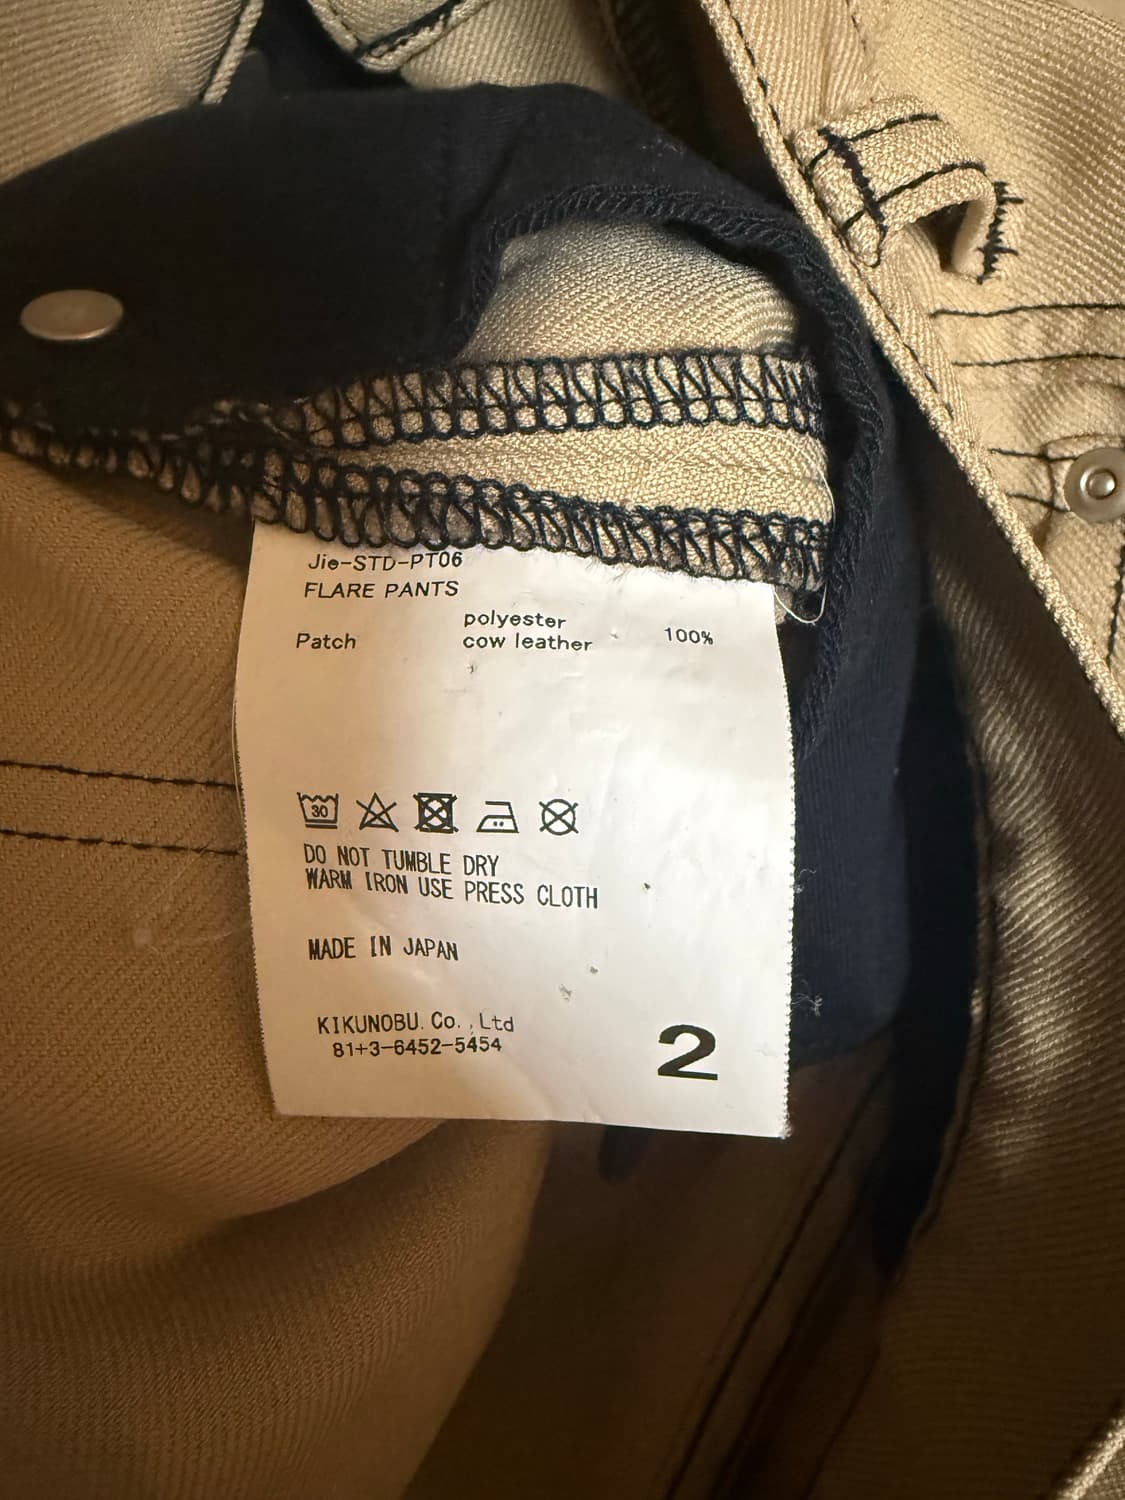 Jie-STD-PT06
FLARE PANTS
polyester
Patch cow leather 100%
30
DO NOT TUMBLE DRY
WARM IRON USE PRESS CLOTH
MADE IN JAPAN
KIKUNOBU. Co. , Ltd
81+3-6452-5454
2